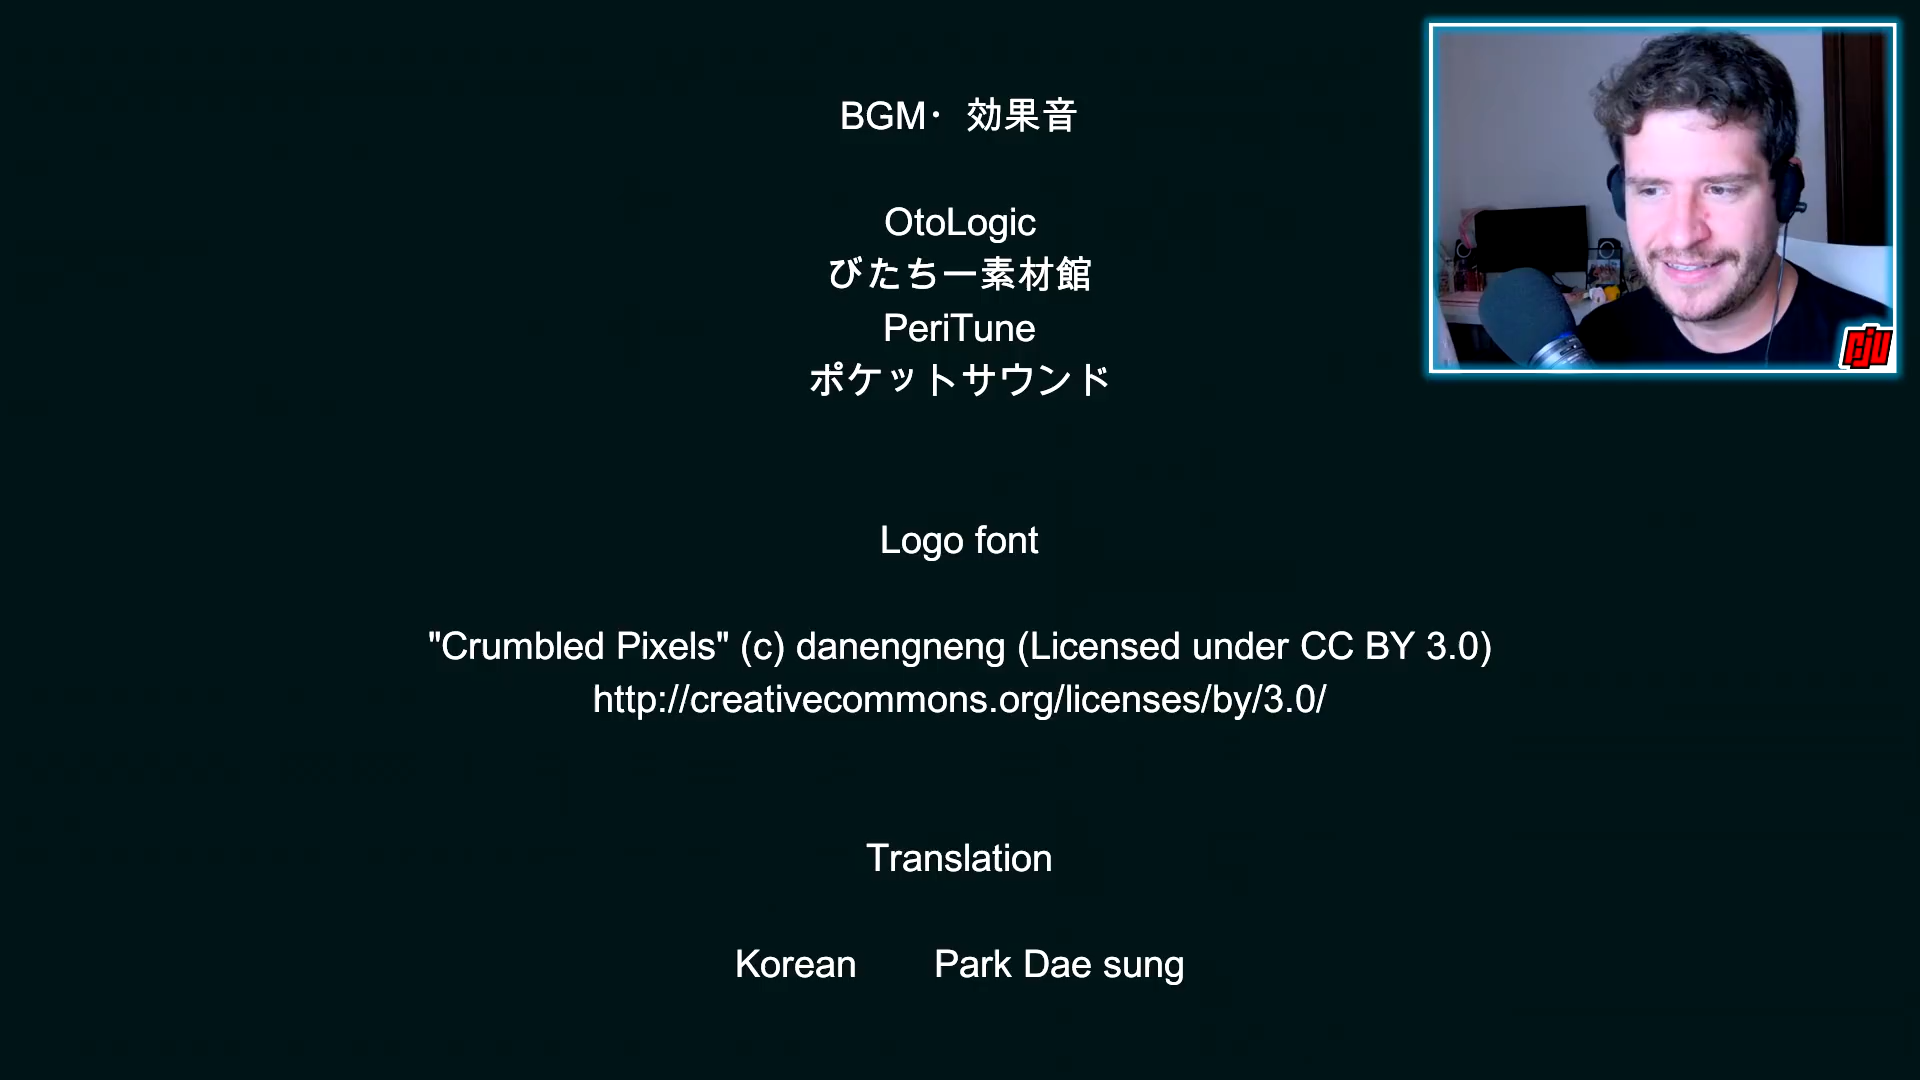 BGM・ 効果音
OtoLogic
びたちー素材館
PeriTune
ポケットサウンド
Logo font
"Crumbled Pixels" (c) danengneng (Licensed under CC BY 3.0)
http://creativecommons.org/licenses/by/3.0/
Translation
Korean Park Dae sung
rju